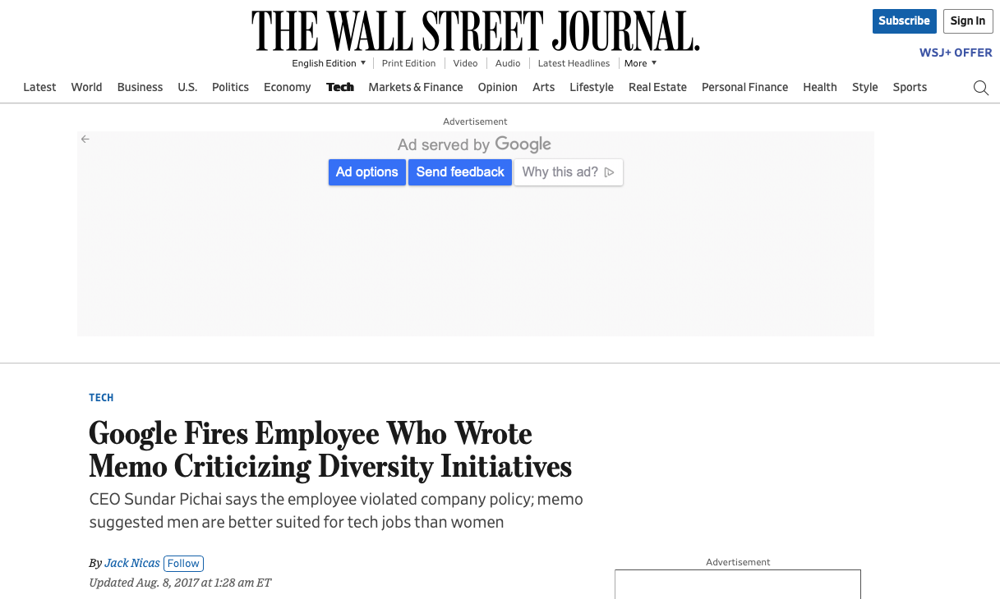 THE WALL STREET JOURNAL.
Subscribe
Sign In
WSJ+ OFFER
English Edition Print Edition Video Audio Latest Headlines More
Latest World Business U.S. Politics Economy Tech Markets & Finance Opinion Arts Lifestyle Real Estate Personal Finance Health Style Sports
Advertisement
Ad served by Google
Ad options Send feedback Why this ad?
TECH
Google Fires Employee Who Wrote
Memo Criticizing Diversity Initiatives
CEO Sundar Pichai says the employee violated company policy; memo
suggested men are better suited for tech jobs than women
By Jack Nicas Follow
Updated Aug. 8, 2017 at 1:28 am ET
Advertisement